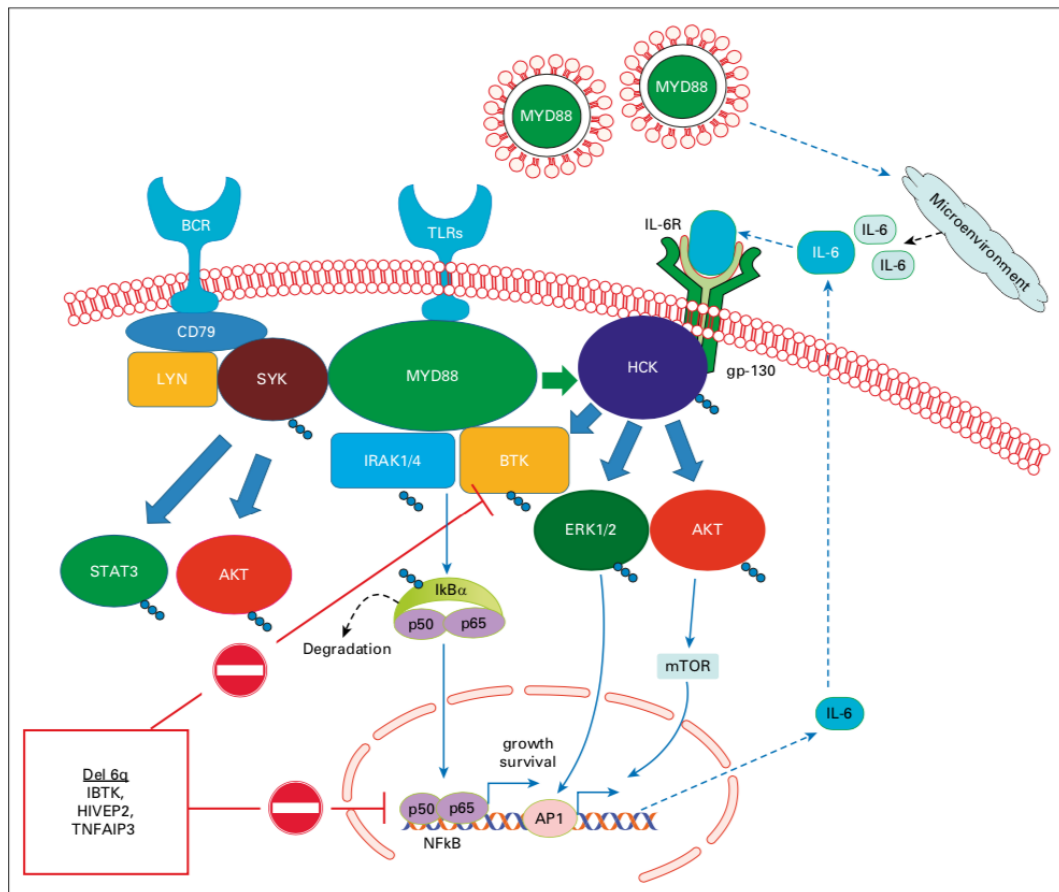 MYD88
MYD88
Microenvironment
BCR
TLRs
IL-6R
IL-6
IL-6
IL-6
CD79
LYN
SYK
MYD88
HCK
gp-130
IRAK1/4
BTK
ERK1/2
AKT
STAT3
AKT
IkBα
p50
p65
Degradation
mTOR
IL-6
growth
survival
Del 6q
IBTK,
HIVEP2,
TNFAIP3
p50
p65
AP1
NFkB